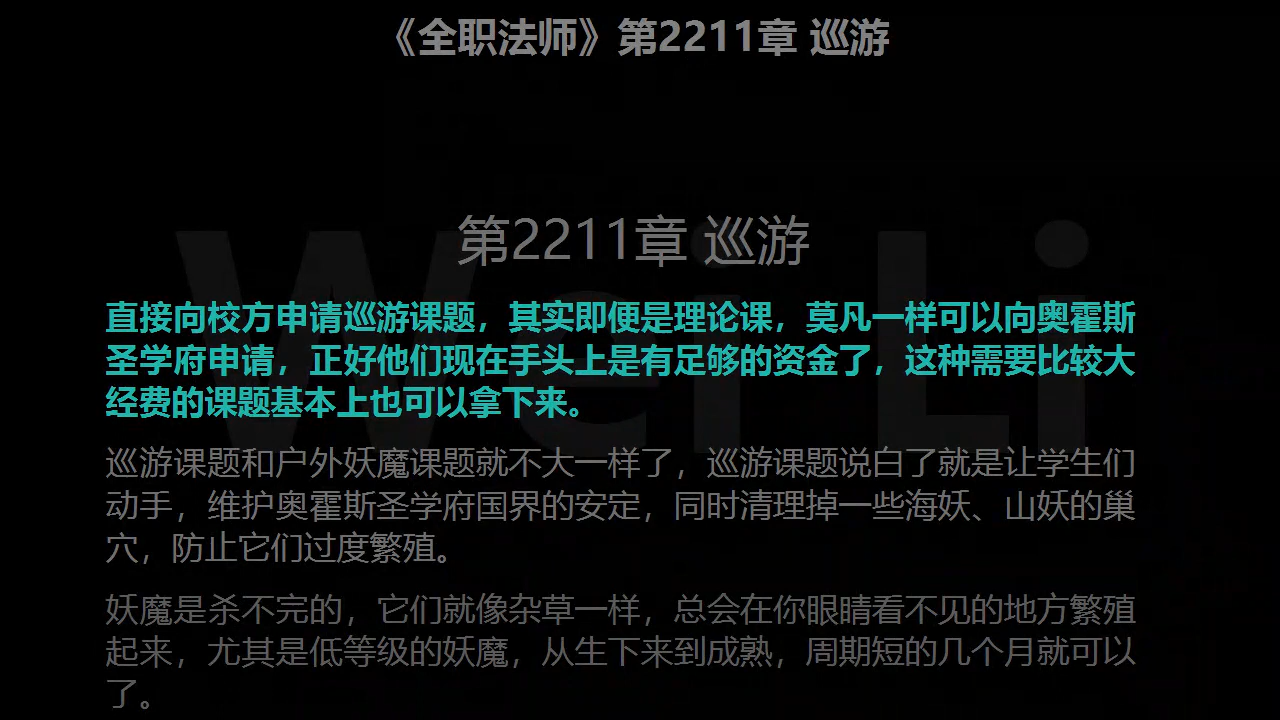 《全职法师》第2211章 巡游
第2211章 巡游
Wei Li
直接向校方申请巡游课题，其实即便是理论课，莫凡一样可以向奥霍斯
圣学府申请，正好他们现在手头上是有足够的资金了，这种需要比较大
经费的课题基本上也可以拿下来。
巡游课题和户外妖魔课题就不大一样了，巡游课题说白了就是让学生们
动手，维护奥霍斯圣学府国界的安定，同时清理掉一些海妖、山妖的巢
穴，防止它们过度繁殖。
妖魔是杀不完的，它们就像杂草一样，总会在你眼睛看不见的地方繁殖
起来，尤其是低等级的妖魔，从生下来到成熟，周期短的几个月就可以
了。